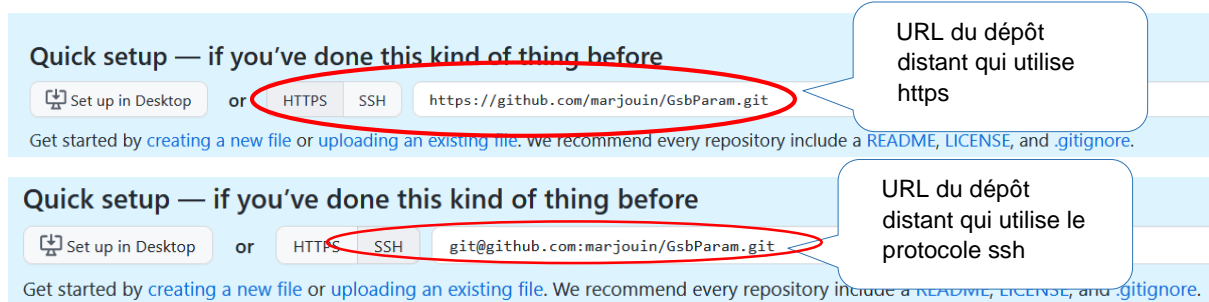 Quick setup — if you've done this kind of thing before
Set up in Desktop or HTTPS SSH https://github.com/marjouin/GsbParam.git
Get started by creating a new file or uploading an existing file. We recommend every repository include a README, LICENSE, and .gitignore.
URL du dépôt
distant qui utilise
https
Quick setup — if you've done this kind of thing before
Set up in Desktop or HTTPS SSH git@github.com:marjouin/GsbParam.git
Get started by creating a new file or uploading an existing file. We recommend every repository include a README, LICENSE, and .gitignore.
URL du dépôt
distant qui utilise le
protocole ssh